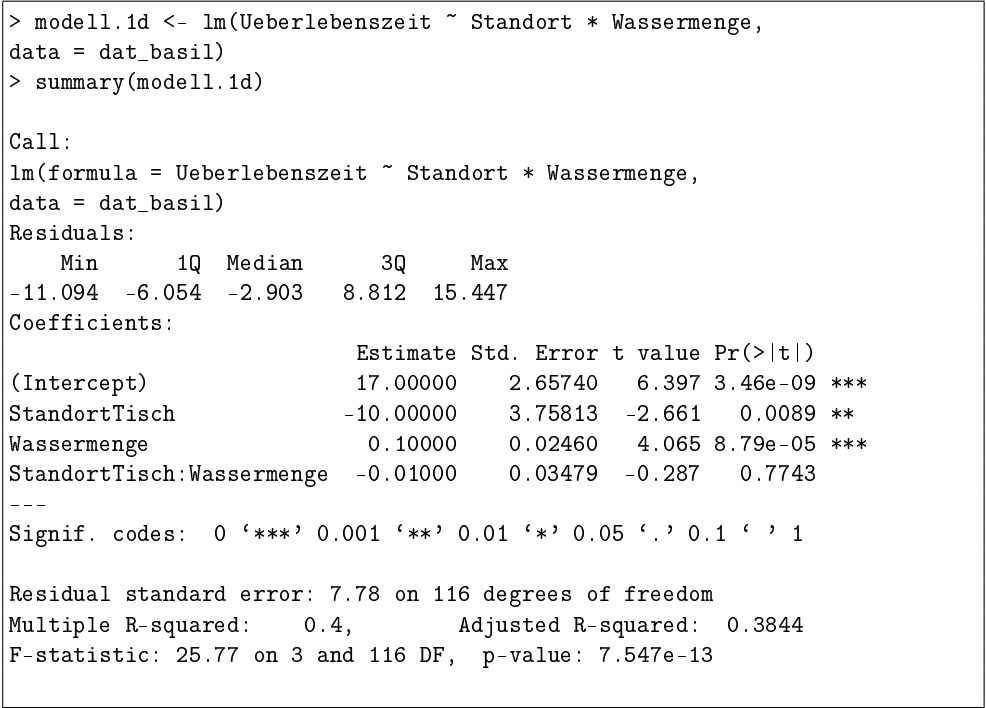 > modell.1d <- lm(Ueberlebenszeit ~ Standort * Wassermenge,
data = dat_basil)
> summary(modell.1d)

Call:
lm(formula = Ueberlebenszeit ~ Standort * Wassermenge,
data = dat_basil)
Residuals:
    Min      1Q  Median      3Q     Max
-11.094  -6.054  -2.903   8.812  15.447
Coefficients:
                          Estimate Std. Error t value Pr(>|t|)
(Intercept)               17.00000    2.65740   6.397 3.46e-09 ***
StandortTisch            -10.00000    3.75813  -2.661   0.0089 **
Wassermenge                0.10000    0.02460   4.065 8.79e-05 ***
StandortTisch:Wassermenge -0.01000    0.03479  -0.287   0.7743
---
Signif. codes:  0 ‘***’ 0.001 ‘**’ 0.01 ‘*’ 0.05 ‘.’ 0.1 ‘ ’ 1

Residual standard error: 7.78 on 116 degrees of freedom
Multiple R-squared:    0.4,        Adjusted R-squared:  0.3844
F-statistic: 25.77 on 3 and 116 DF,  p-value: 7.547e-13